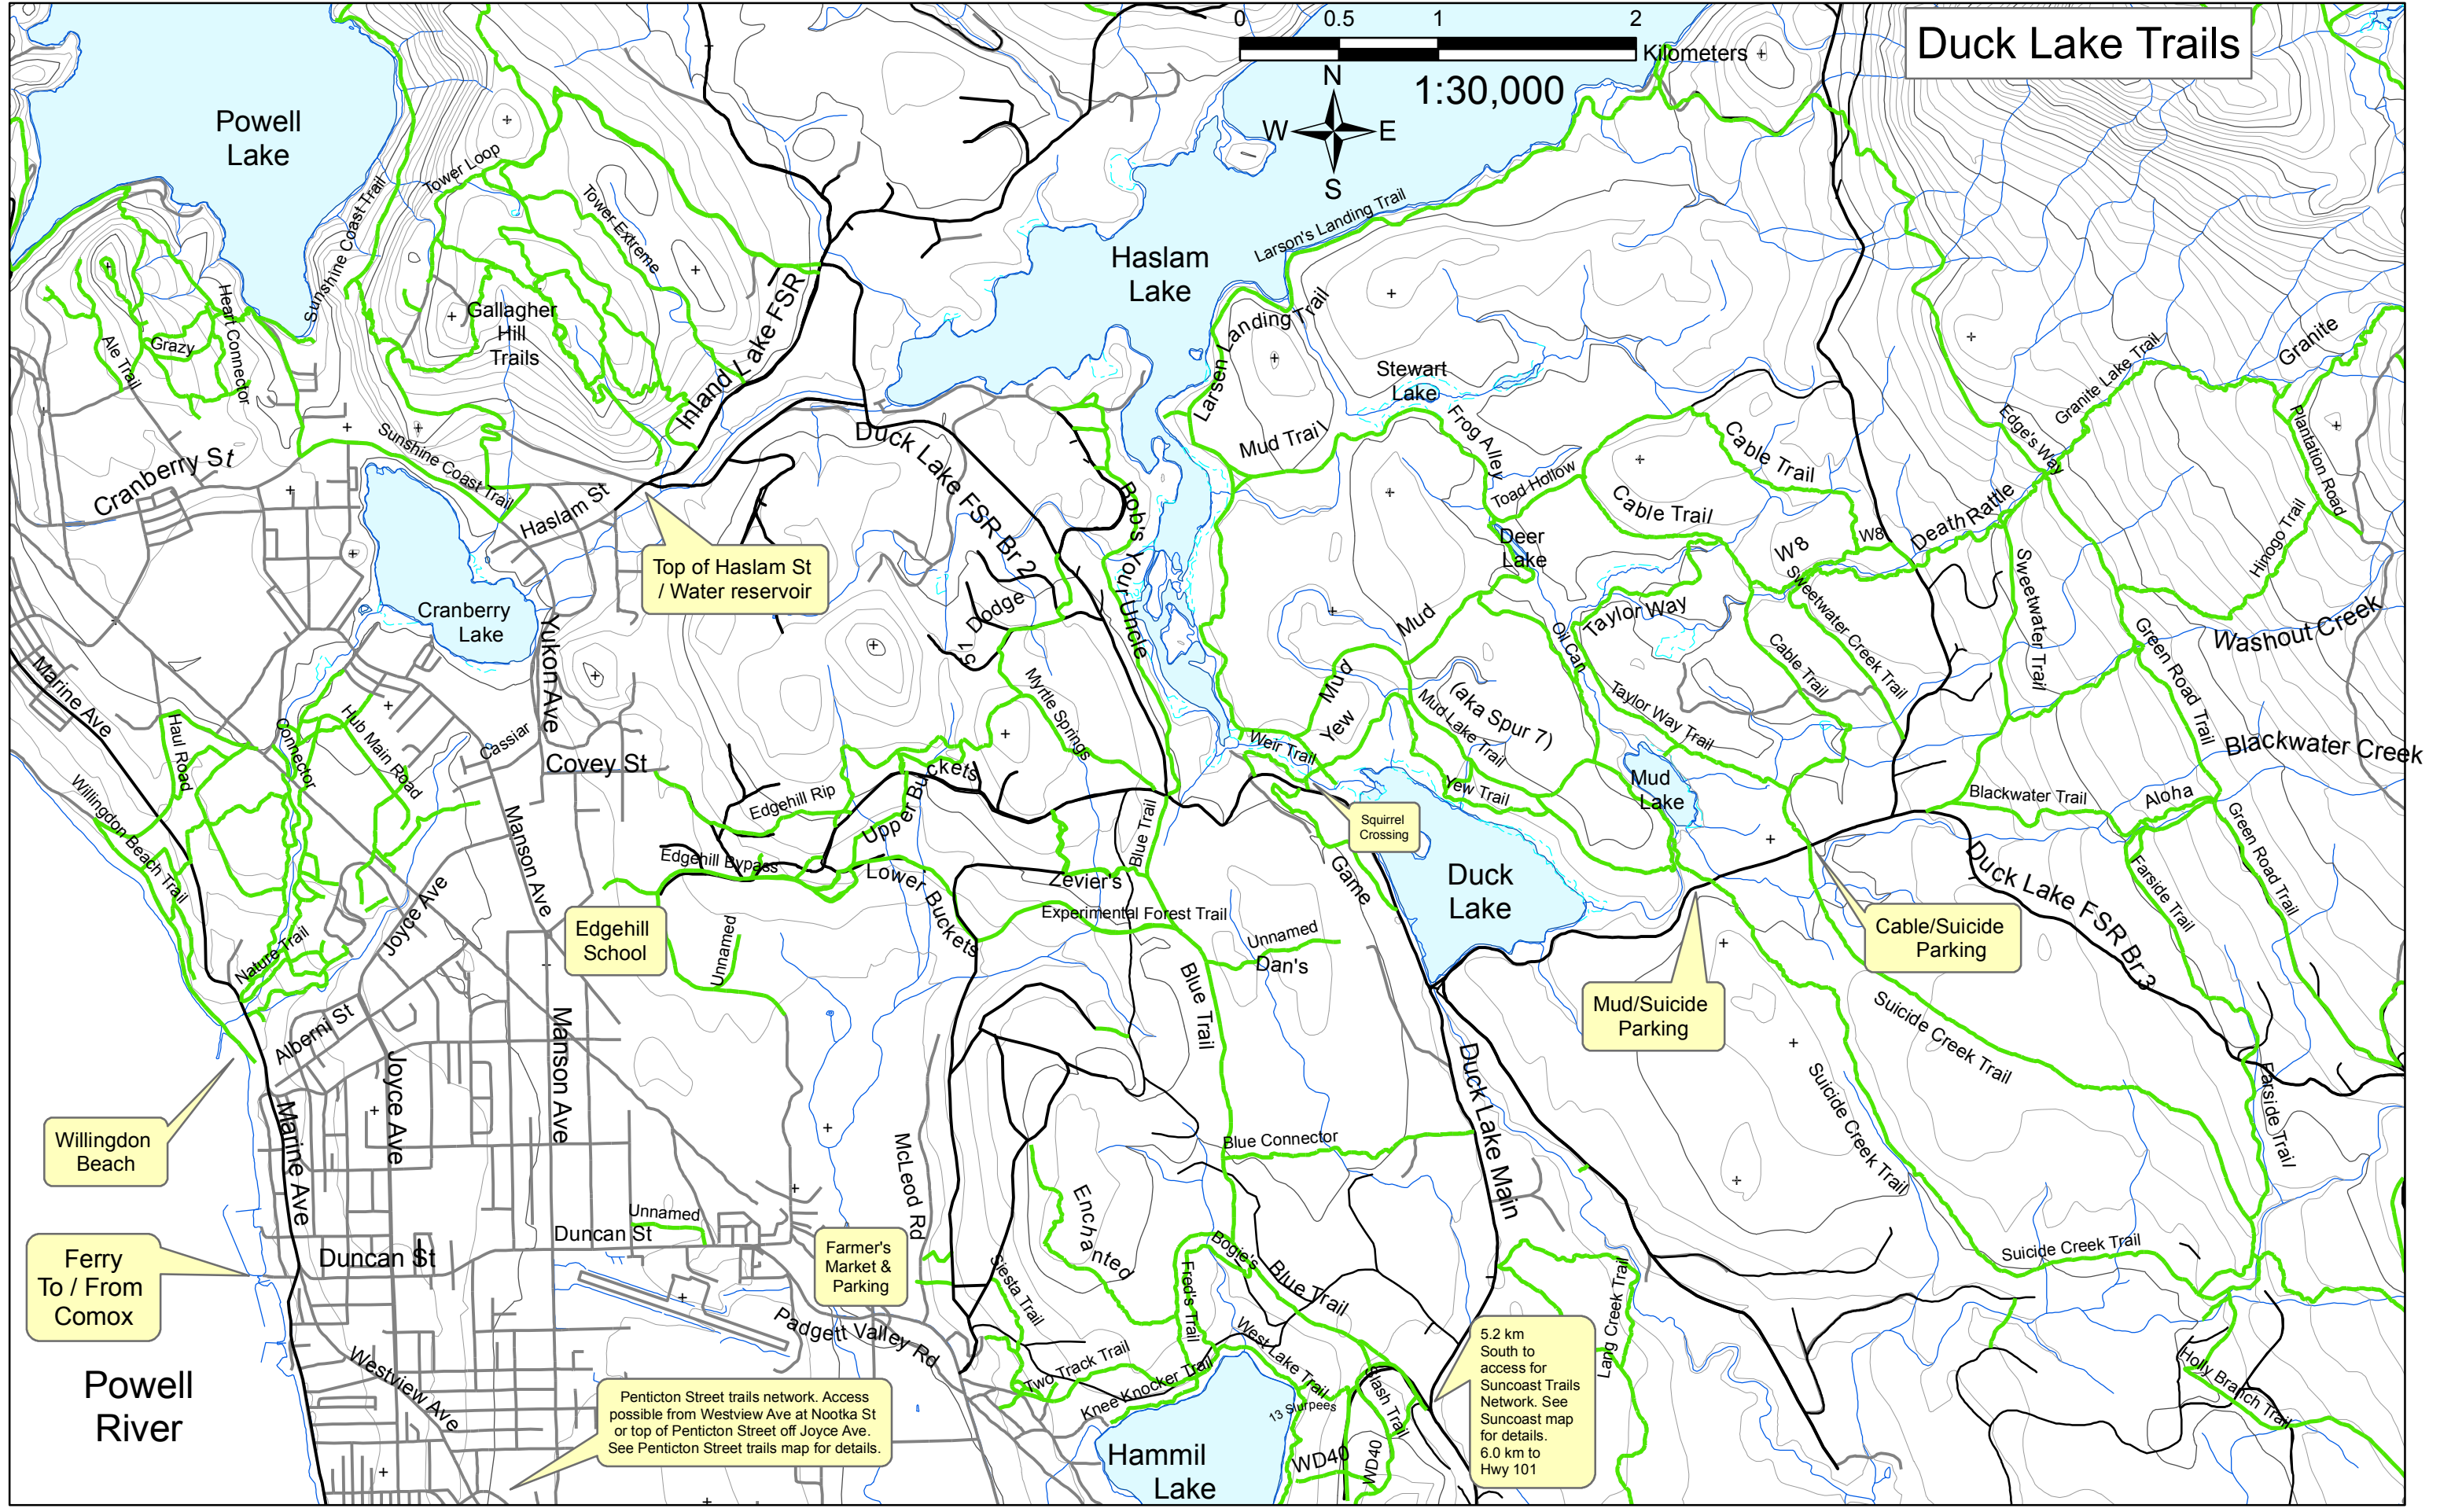 Duck Lake Trails
0 0.5 1 2
Kilometers
1:30,000
N
W E
S
Powell
Lake
Tower Loop
Tower Extreme
Sunshine Coast Trail
Heart Connector
Ale Trail
Grazy
Gallagher
Hill
Trails
Inland Lake FSR
Haslam
Lake
Larson's Landing Trail
Larsen Landing Trail
Mud Trail
Stewart
Lake
Frog Alley
Toad Hollow
Cable Trail
Cable Trail
Deer
Lake
W8
W8
Death Rattle
Edge's Way
Granite Lake Trail
Granite
Plantation Road
Hinogo Trail
Washout Creek
Cranberry St
Sunshine Coast Trail
Haslam St
Top of Haslam St
/ Water reservoir
Duck Lake FSR Br 2
Bob's Your Uncle
51 Dodge
Cranberry
Lake
Yukon Ave
Marine Ave
Haul Road
Connector
Hub Main Road
Cassiar
Covey St
Willingdon Beach Trail
Nature Trail
Manson Ave
Joyce Ave
Myrtle Springs
Edgehill Rip
Upper Buckets
Edgehill Bypass
Lower Buckets
Blue Trail
Zevier's
Experimental Forest Trail
Weir Trail
Mud
Yew
Mud
Mud Lake Trail
(aka Spur 7)
Yew Trail
Oil Can
Taylor Way
Taylor Way Trail
Cable Trail
Sweetwater Creek Trail
Sweetwater Trail
Green Road Trail
Blackwater Creek
Mud
Lake
Blackwater Trail
Aloha
Green Road Trail
Farside Trail
Squirrel
Crossing
Game
Duck
Lake
Duck Lake FSR Br 3
Cable/Suicide
Parking
Mud/Suicide
Parking
Suicide Creek Trail
Suicide Creek Trail
Farside Trail
Suicide Creek Trail
Holly Branch Trail
Edgehill
School
Unnamed
Unnamed
Dan's
Blue Trail
Alberni St
Joyce Ave
Manson Ave
Marine Ave
Willingdon
Beach
Ferry
To / From
Comox
Powell
River
Duncan St
Duncan St
Unnamed
Westview Ave
McLeod Rd
Farmer's
Market &
Parking
Padgett Valley Rd
Penticton Street trails network. Access
possible from Westview Ave at Nootka St
or top of Penticton Street off Joyce Ave.
See Penticton Street trails map for details.
Enchanted
Siesta Trail
Two Track Trail
Knee Knocker Trail
Fred's Trail
Bogie's
Blue Trail
Blue Connector
Duck Lake Main
West Lake Trail
13 Slurpees
Slash Trail
WD40
WD40
Hammil
Lake
Lang Creek Trail
5.2 km
South to
access for
Suncoast Trails
Network. See
Suncoast map
for details.
6.0 km to
Hwy 101